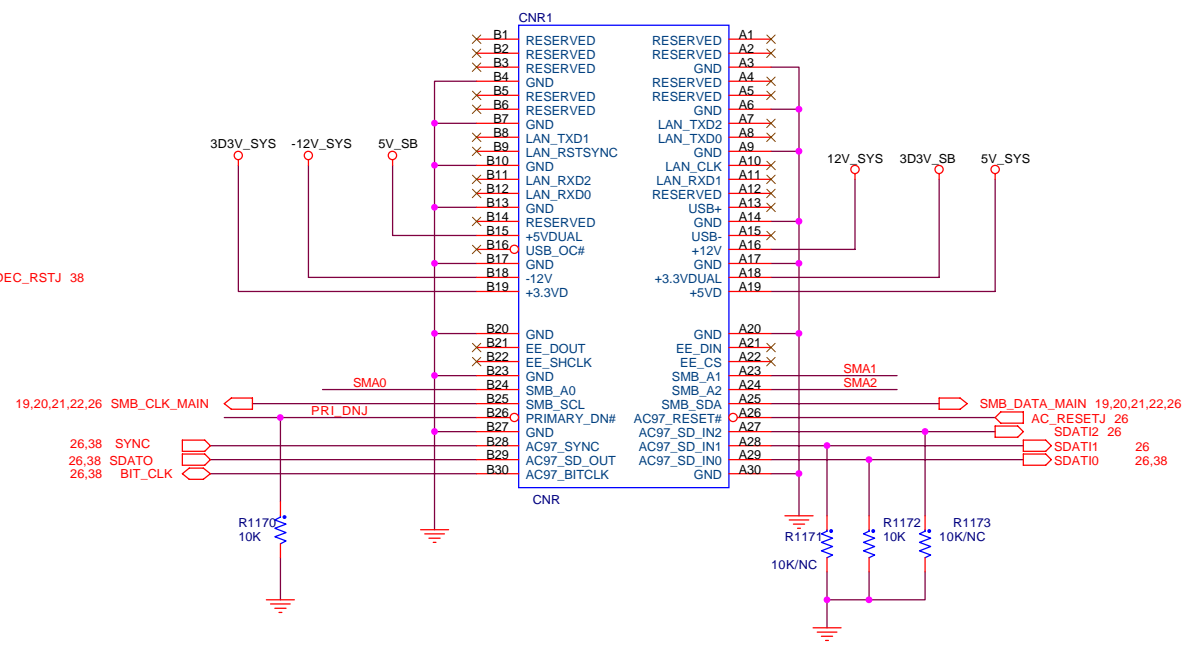 CNR1
B1 RESERVED RESERVED A1
B2 RESERVED RESERVED A2
B3 RESERVED GND A3
B4 GND RESERVED A4
B5 RESERVED RESERVED A5
B6 RESERVED GND A6
B7 GND LAN_TXD2 A7
B8 LAN_TXD1 LAN_TXD0 A8
3D3V_SYS -12V_SYS 5V_SB B9 LAN_RSTSYNC GND A9
B10 GND LAN_CLK A10 12V_SYS 3D3V_SB 5V_SYS
B11 LAN_RXD2 LAN_RXD1 A11
B12 LAN_RXD0 RESERVED A12
B13 GND USB+ A13
B14 RESERVED GND A14
B15 +5VDUAL USB- A15
B16 USB_OC# +12V A16
B17 GND GND A17
DEC_RSTJ 38 B18 -12V +3.3VDUAL A18
B19 +3.3VD +5VD A19
B20 GND GND A20
B21 EE_DOUT EE_DIN A21
B22 EE_SHCLK EE_CS A22
B23 GND SMB_A1 A23 SMA1
SMA0 B24 SMB_A0 SMB_A2 A24 SMA2
19,20,21,22,26 SMB_CLK_MAIN B25 SMB_SCL SMB_SDA A25 SMB_DATA_MAIN 19,20,21,22,26
PRI_DNJ B26 PRIMARY_DN# AC97_RESET# A26 AC_RESETJ 26
B27 GND AC97_SD_IN2 A27 SDATI2 26
26,38 SYNC B28 AC97_SYNC AC97_SD_IN1 A28 SDATI1 26
26,38 SDATO B29 AC97_SD_OUT AC97_SD_IN0 A29 SDATI0 26,38
26,38 BIT_CLK B30 AC97_BITCLK GND A30
CNR
R1170 R1171 R1172 R1173
10K 10K 10K/NC
10K/NC